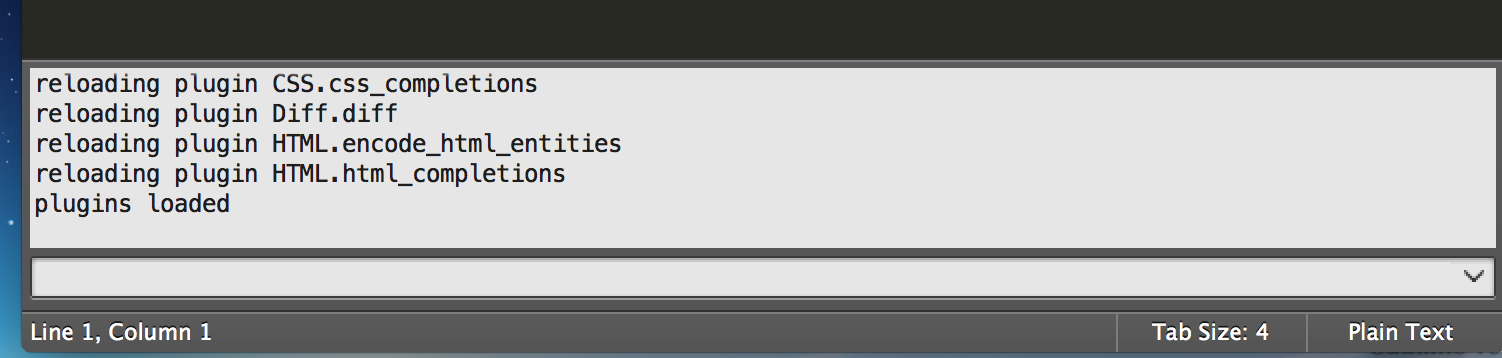 reloading plugin CSS.css_completions
reloading plugin Diff.diff
reloading plugin HTML.encode_html_entities
reloading plugin HTML.html_completions
plugins loaded
Line 1, Column 1
Tab Size: 4
Plain Text